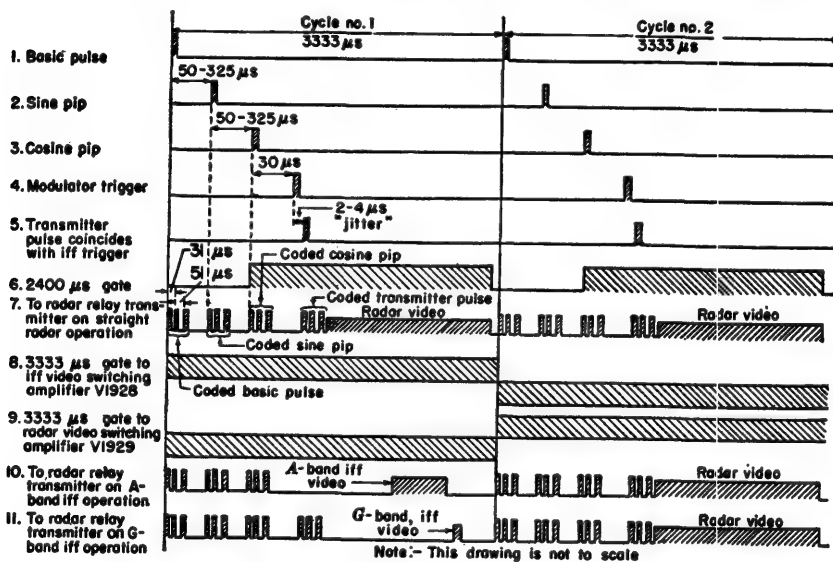 Cycle no. 1
3333 μs
Cycle no. 2
3333 μs
1. Basic pulse
50-325 μs
2. Sine pip
50-325 μs
3. Cosine pip
30 μs
4. Modulator trigger
2-4 μs
"jitter"
5. Transmitter
pulse coincides
with iff trigger
Coded cosine pip
31 μs
51 μs
6. 2400 μs gate
Coded transmitter pulse
7. To radar relay trans-
mitter on straight
radar operation
Radar video
Radar video
Coded sine pip
8. 3333 μs gate to
iff video switching
amplifier V1928
Coded basic pulse
9. 3333 μs gate to
radar video switching
amplifier V1929
10. To radar relay
transmitter on A-
band iff operation
A-band iff
video
Radar video
11. To radar relay
transmitter on G-
band iff operation
G-band, iff
video
Radar video
Note:- This drawing is not to scale